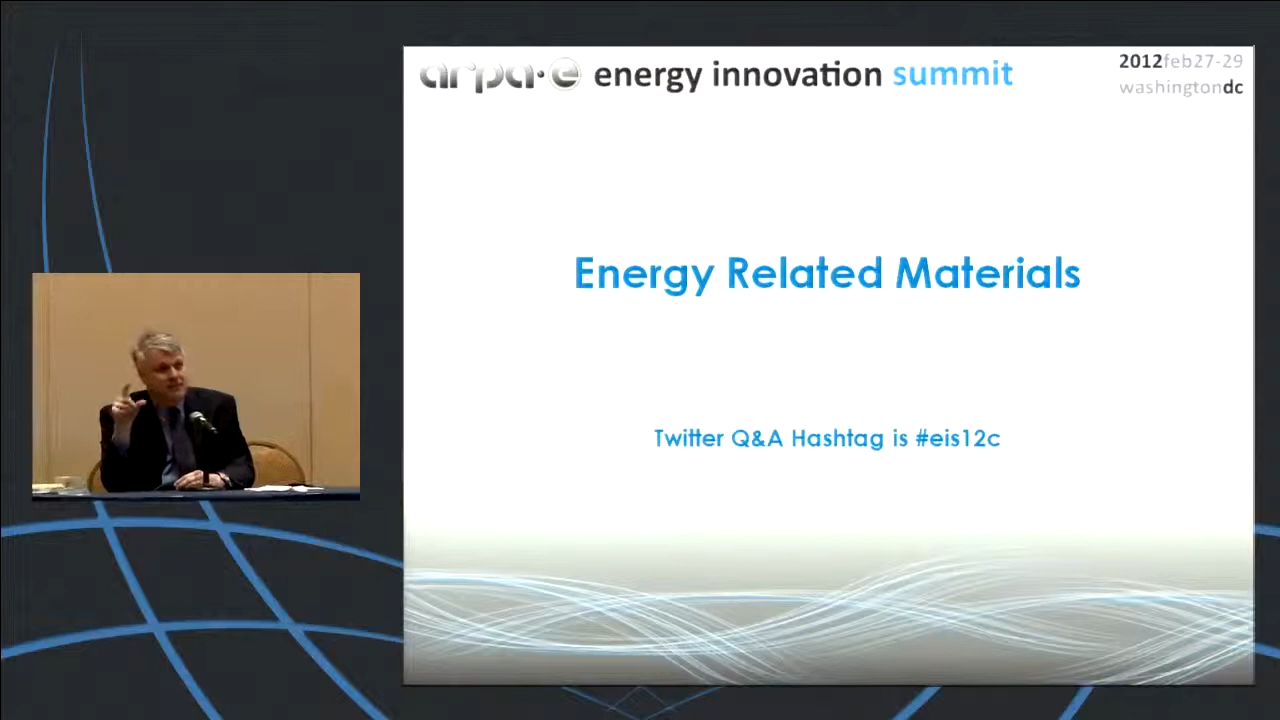 arpa·e energy innovation summit
2012feb27-29
washingtondc
Energy Related Materials
Twitter Q&A Hashtag is #eis12c